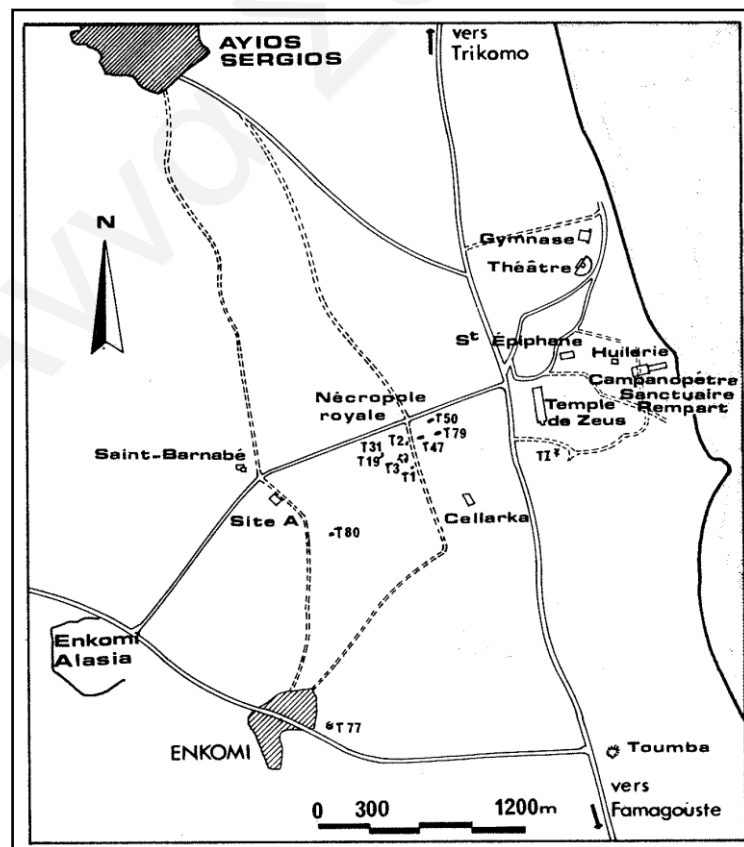 AYIOS
SERGIOS
vers
Trikomo
N
Gymnase
Théâtre
St Épiphane
Huilerie
Campanopétra
Sanctuaire
Rempart
Nécropole
royale
T50
Temple
de Zeus
T79
T2
T47
T31
T19
T3
T1
Saint-Barnabé
Site A
Cellarka
T80
Enkomi
Alasia
T77
ENKOMI
Toumba
vers
Famagouste
0 300 1200m